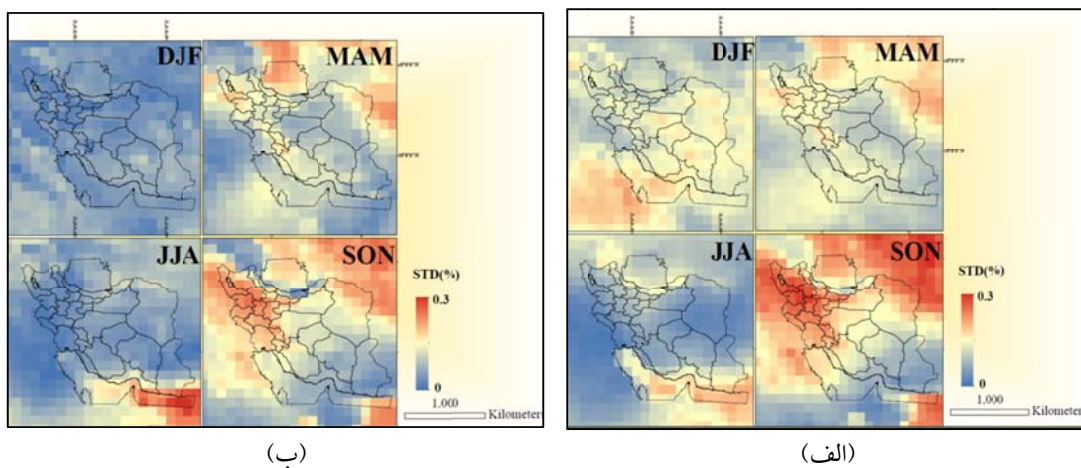 DJF
MAM
JJA
SON
STD(%)
0.3
0
1,000
Kilometer
(ب)
DJF
MAM
JJA
SON
STD(%)
0.3
0
1,000
Kilometer
(الف)